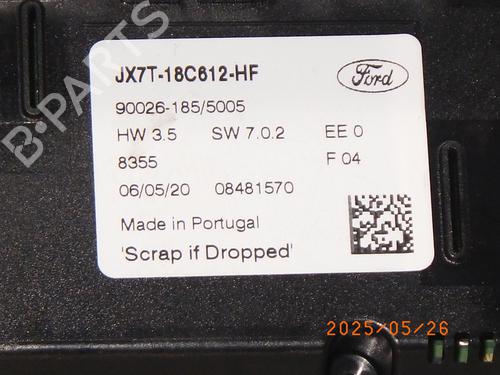 JX7T-18C612-HF
Ford
90026-185/5005
HW 3.5 SW 7.0.2 EE 0
8355 F 04
06/05/20 08481570
Made in Portugal
'Scrap if Dropped'
B-PARTS
2025/05/26